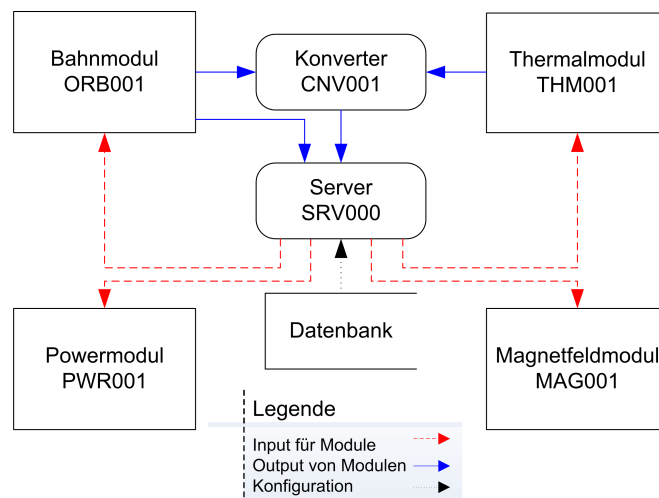 Bahnmodul
ORB001
Konverter
CNV001
Thermalmodul
THM001
Server
SRV000
Powermodul
PWR001
Datenbank
Magnetfeldmodul
MAG001
Legende
Input für Module
Output von Modulen
Konfiguration